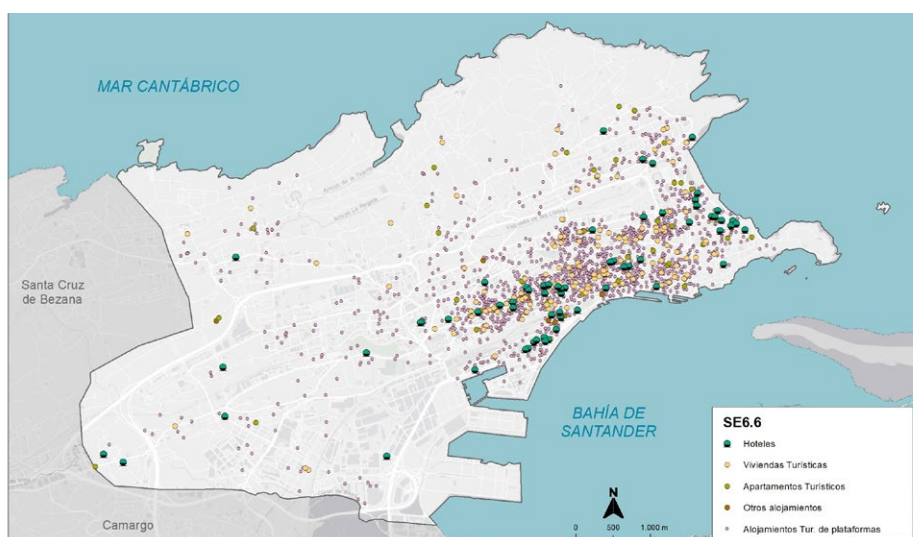 MAR CANTÁBRICO
Santa Cruz
de Bezana
BAHÍA DE
SANTANDER
Camargo
N
0 500 1.000 m
SE6.6
Hoteles
Viviendas Turísticas
Apartamentos Turísticos
Otros alojamientos
Alojamientos Tur. de plataformas